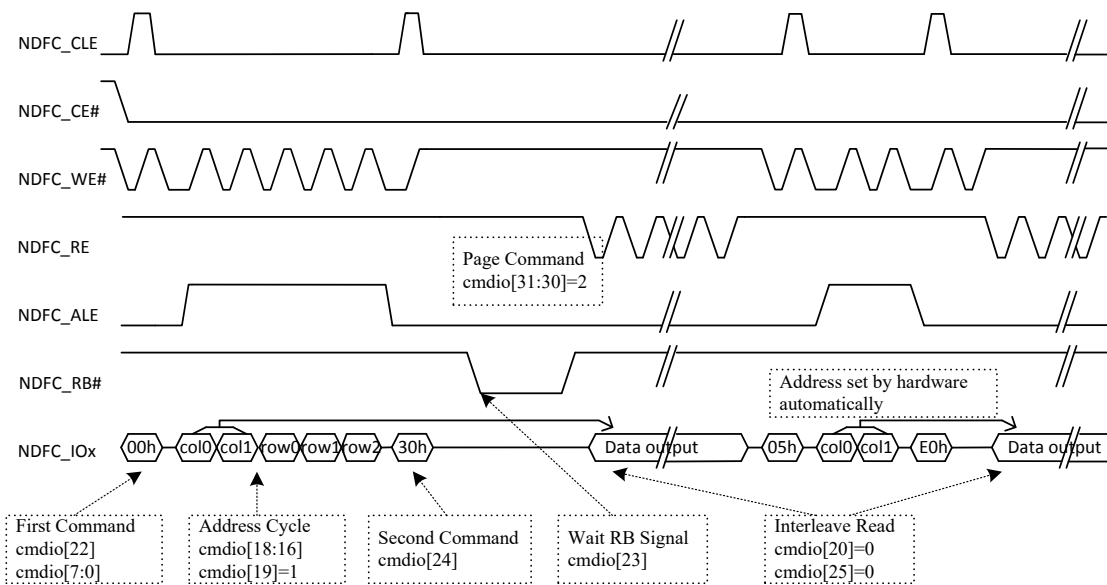 NDFC_CLE
NDFC_CE#
NDFC_WE#
NDFC_RE
Page Command
cmdio[31:30]=2
NDFC_ALE
NDFC_RB#
Address set by hardware
automatically
NDFC_IOx
00h col0 col1 row0 row1 row2 30h Data output 05h col0 col1 E0h Data output
First Command
cmdio[22]
cmdio[7:0]
Address Cycle
cmdio[18:16]
cmdio[19]=1
Second Command
cmdio[24]
Wait RB Signal
cmdio[23]
Interleave Read
cmdio[20]=0
cmdio[25]=0